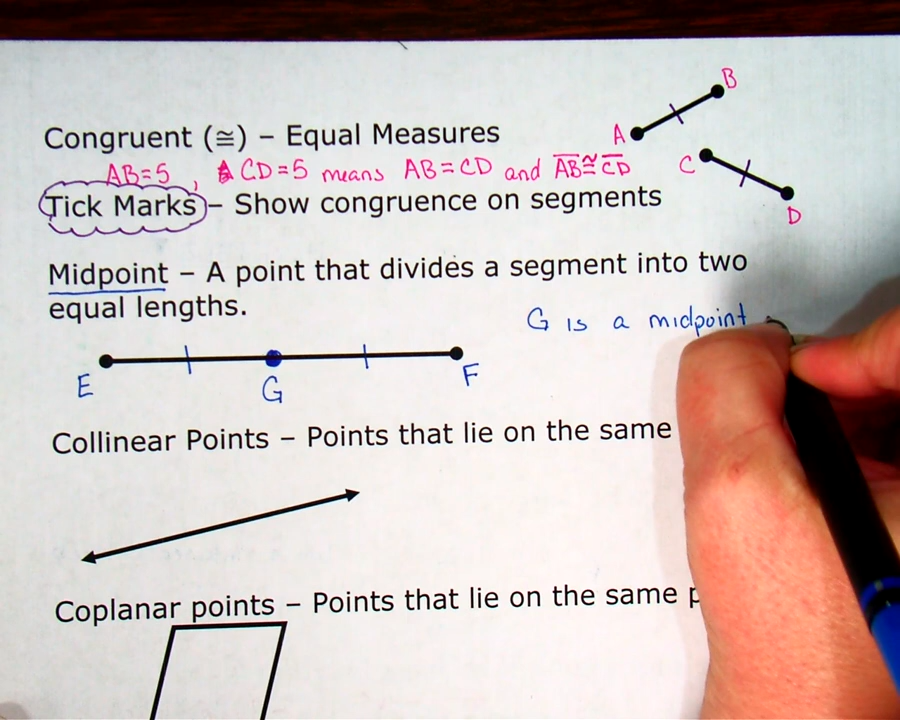 B
Congruent (≅) – Equal Measures
A
AB=5 , CD=5 means AB=CD and A̅B̅≅C̅D̅
C
Tick Marks – Show congruence on segments
D
Midpoint – A point that divides a segment into two
equal lengths.
G is a midpoint
E G F
Collinear Points – Points that lie on the same
Coplanar points – Points that lie on the same